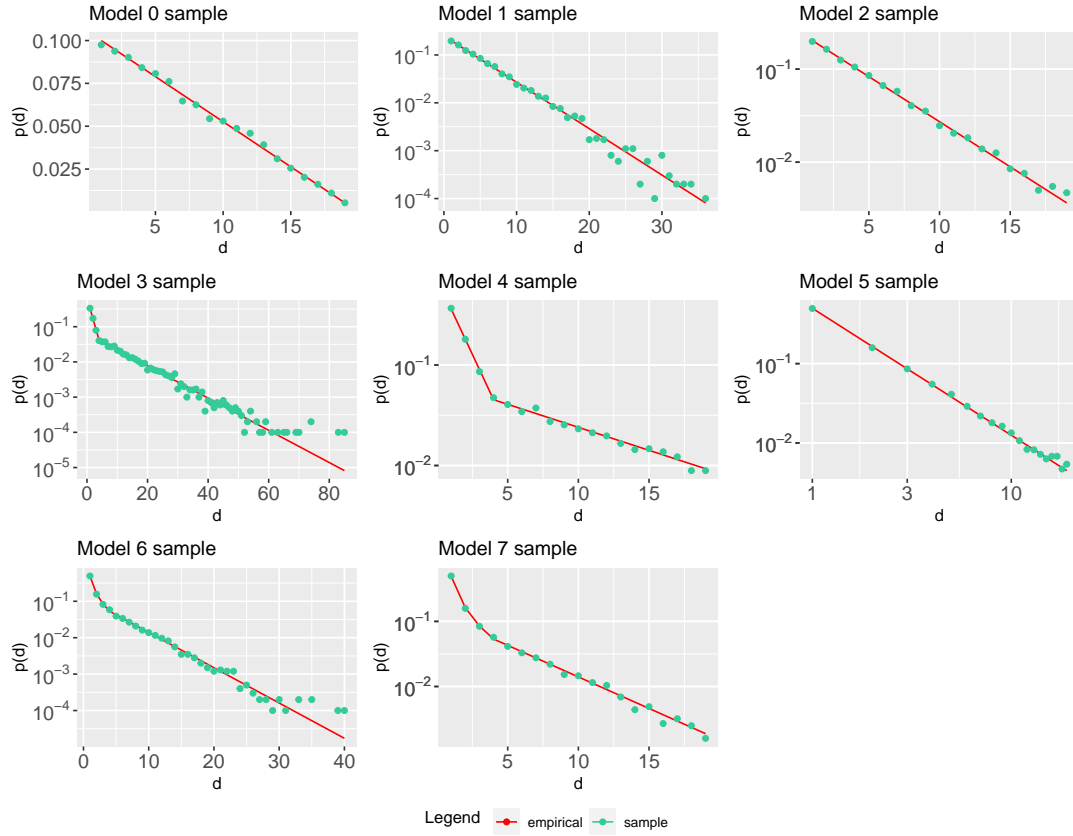 Model 0 sample
0.100
0.075
0.050
0.025
p(d)
5 10 15
d
Model 1 sample
10⁻¹
10⁻²
10⁻³
10⁻⁴
p(d)
0 10 20 30
d
Model 2 sample
10⁻¹
10⁻²
p(d)
5 10 15
d
Model 3 sample
10⁻¹
10⁻²
10⁻³
10⁻⁴
10⁻⁵
p(d)
0 20 40 60 80
d
Model 4 sample
10⁻¹
10⁻²
p(d)
5 10 15
d
Model 5 sample
10⁻¹
10⁻²
p(d)
1 3 10
d
Model 6 sample
10⁻¹
10⁻²
10⁻³
10⁻⁴
p(d)
0 10 20 30 40
d
Model 7 sample
10⁻¹
10⁻²
p(d)
5 10 15
d
Legend empirical sample